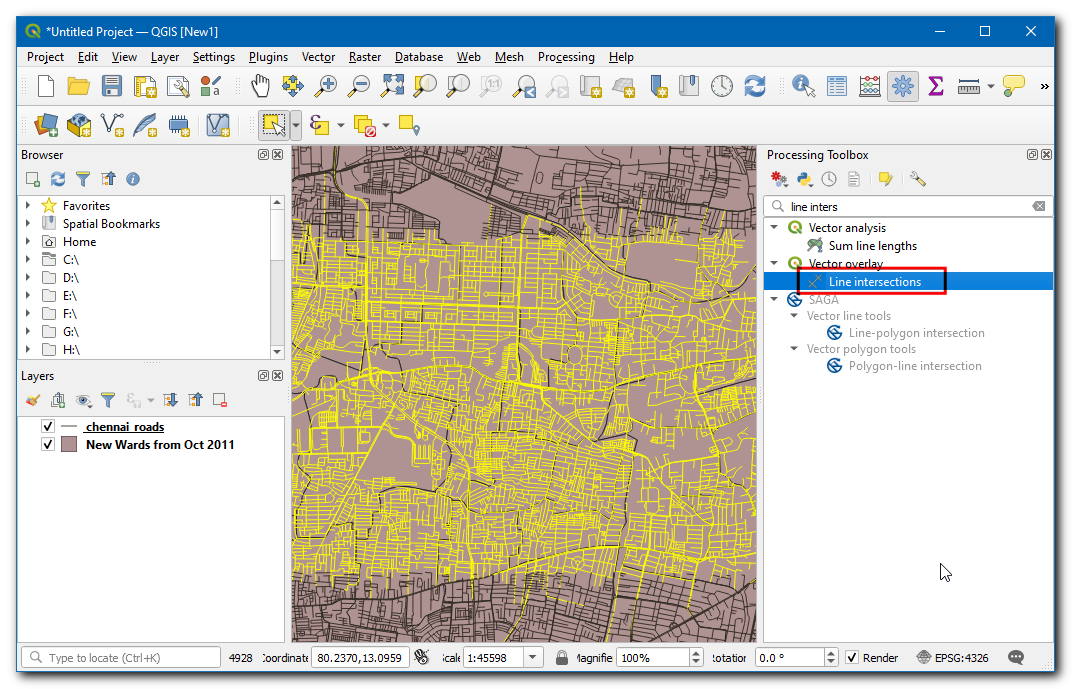 *Untitled Project — QGIS [New1]
Project Edit View Layer Settings Plugins Vector Raster Database Web Mesh Processing Help
1:1
»
Browser
Favorites
Spatial Bookmarks
Home
C:\
D:\
E:\
F:\
G:\
H:\
Layers
chennai_roads
New Wards from Oct 2011
Processing Toolbox
line inters
Vector analysis
Sum line lengths
Vector overlay
Line intersections
SAGA
Vector line tools
Line-polygon intersection
Vector polygon tools
Polygon-line intersection
Type to locate (Ctrl+K) 4928 Coordinate 80.2370,13.0959 Scale 1:45598 Magnifie 100% Rotation 0.0 ° Render EPSG:4326